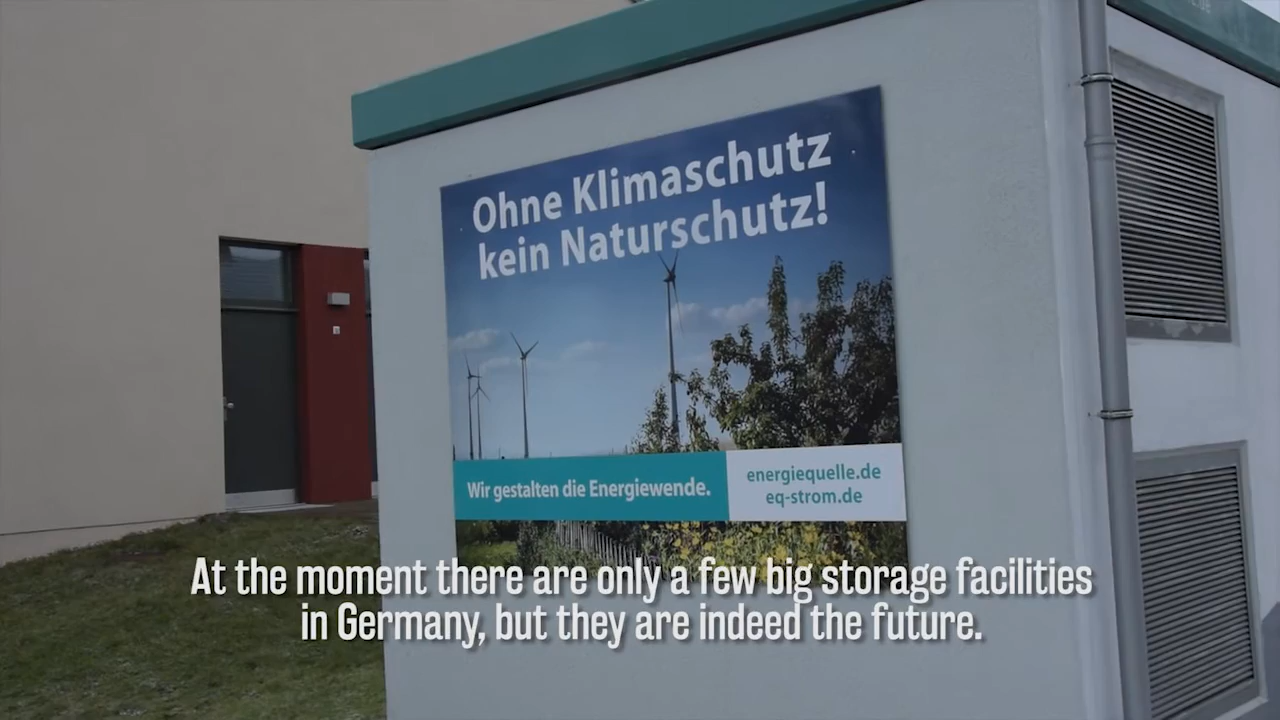 Ohne Klimaschutz
kein Naturschutz!
Wir gestalten die Energiewende.
energiequelle.de
eq-strom.de
At the moment there are only a few big storage facilities
in Germany, but they are indeed the future.